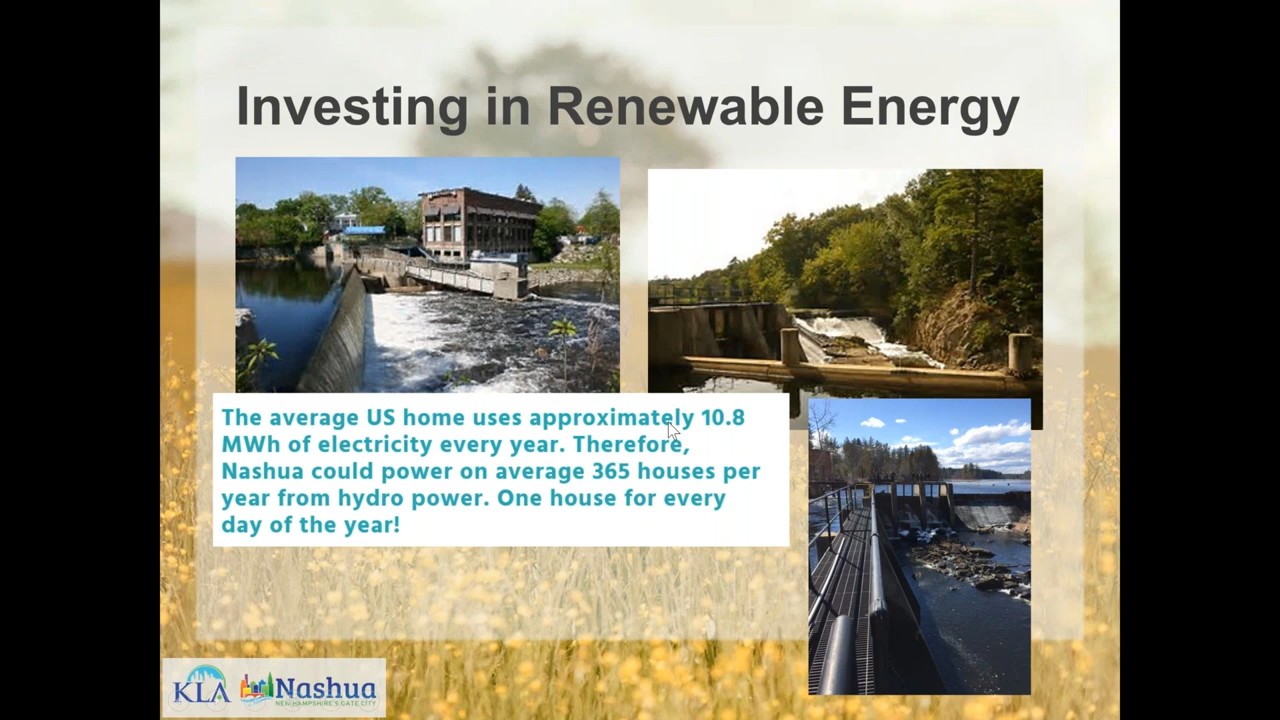 Investing in Renewable Energy
The average US home uses approximately 10.8
MWh of electricity every year. Therefore,
Nashua could power on average 365 houses per
year from hydro power. One house for every
day of the year!
KLA
Nashua
NEW HAMPSHIRE'S GATE CITY